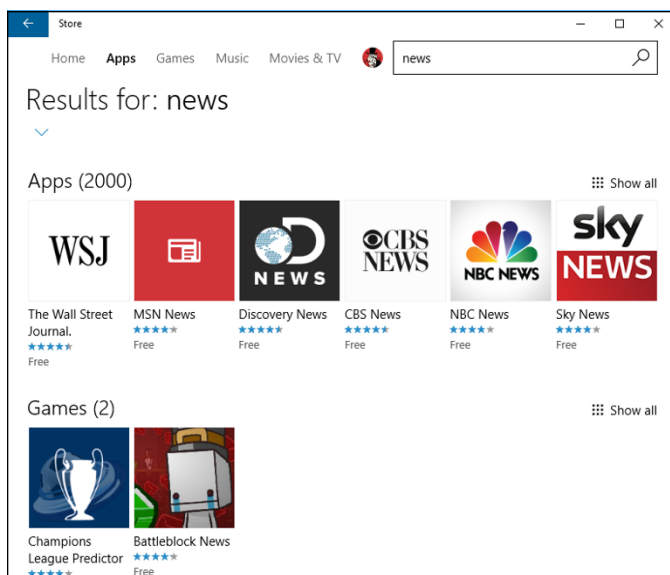 Store
Home Apps Games Music Movies & TV news
Results for: news
Apps (2000) Show all
WSJ
NEWS
CBS
NEWS
NBC NEWS
sky
NEWS
The Wall Street
Journal.
Free
MSN News
Free
Discovery News
Free
CBS News
Free
NBC News
Free
Sky News
Free
Games (2) Show all
Champions
League Predictor
Battleblock News
Free